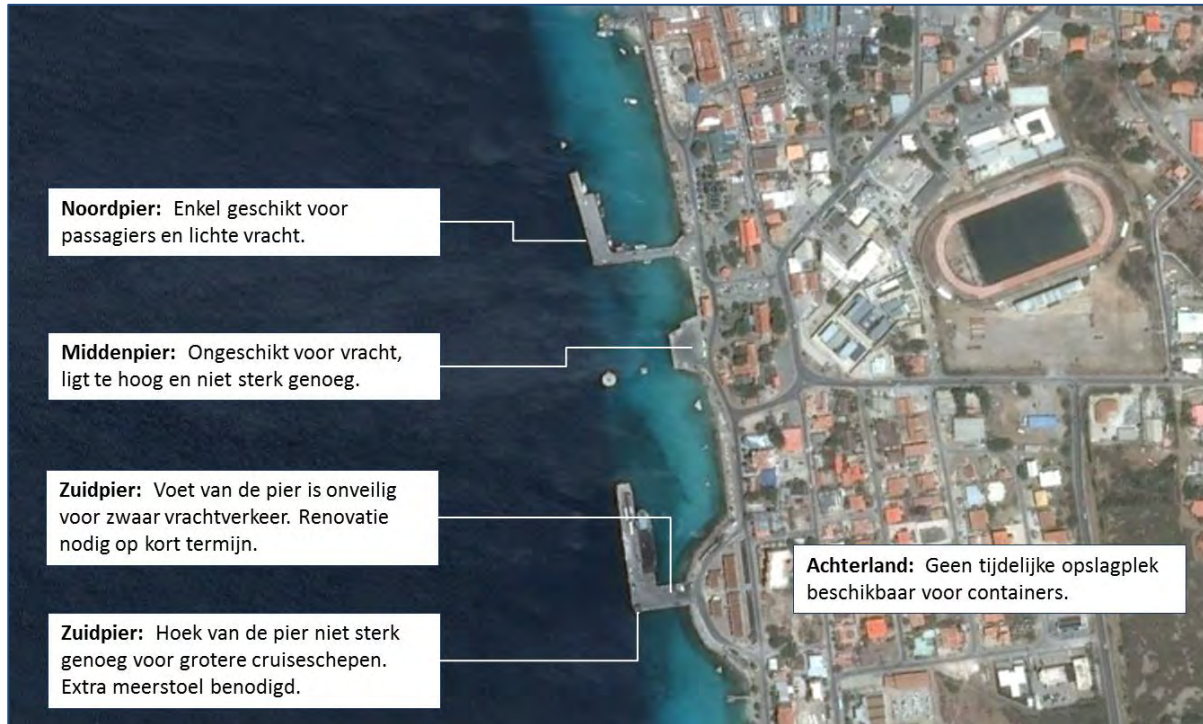 Noordpier: Enkel geschikt voor
passagiers en lichte vracht.
Middenpier: Ongeschikt voor vracht,
ligt te hoog en niet sterk genoeg.
Zuidpier: Voet van de pier is onveilig
voor zwaar vrachtverkeer. Renovatie
nodig op kort termijn.
Achterland: Geen tijdelijke opslagplek
beschikbaar voor containers.
Zuidpier: Hoek van de pier niet sterk
genoeg voor grotere cruiseschepen.
Extra meerstoel benodigd.